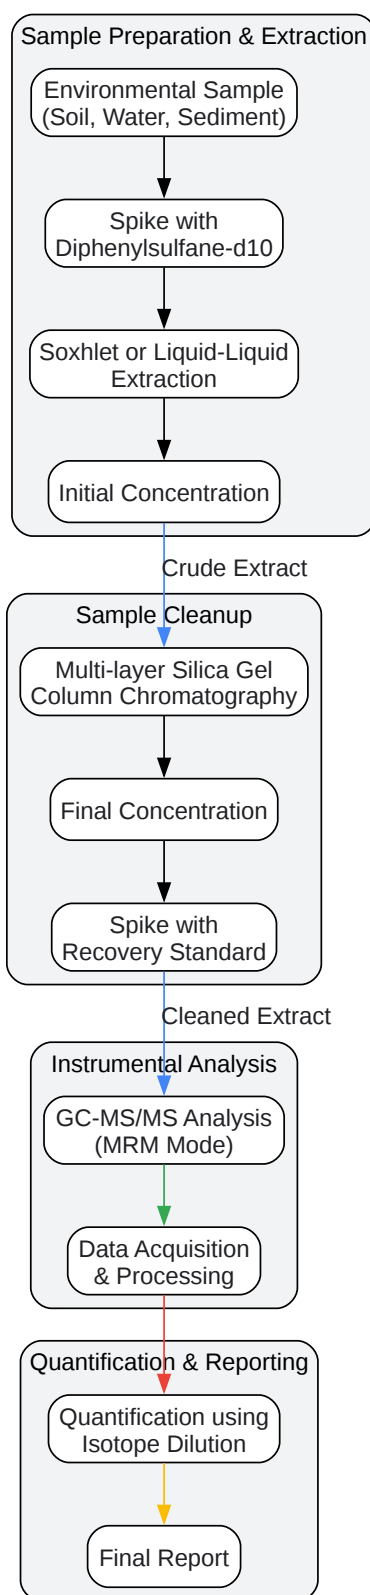 Sample Preparation & Extraction
Environmental Sample
(Soil, Water, Sediment)
Spike with
Diphenylsulfane-d10
Soxhlet or Liquid-Liquid
Extraction
Initial Concentration
Crude Extract
Sample Cleanup
Multi-layer Silica Gel
Column Chromatography
Final Concentration
Spike with
Recovery Standard
Cleaned Extract
Instrumental Analysis
GC-MS/MS Analysis
(MRM Mode)
Data Acquisition
& Processing
Quantification & Reporting
Quantification using
Isotope Dilution
Final Report